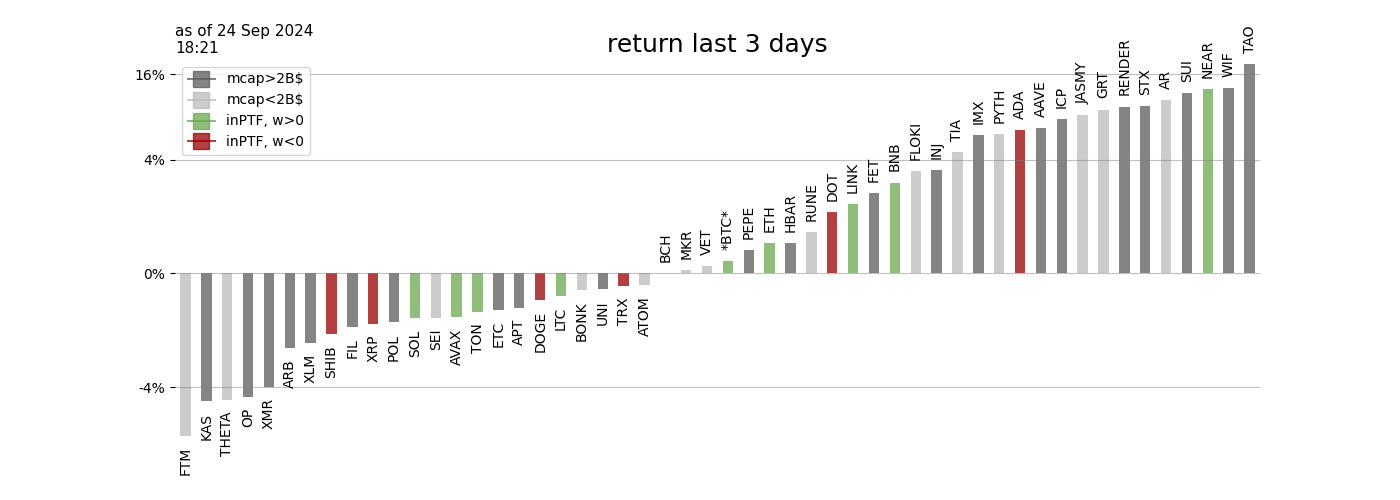 as of 24 Sep 2024
18:21
return last 3 days
mcap>2B$
mcap<2B$
inPTF, w>0
inPTF, w<0
16%
4%
0%
-4%
FTM
KAS
THETA
OP
XMR
ARB
XLM
SHIB
FIL
XRP
POL
SOL
SEI
AVAX
TON
ETC
APT
DOGE
LTC
BONK
UNI
TRX
ATOM
BCH
MKR
VET
*BTC*
PEPE
ETH
HBAR
RUNE
DOT
LINK
FET
BNB
FLOKI
INJ
TIA
IMX
PYTH
ADA
AAVE
ICP
JASMY
GRT
RENDER
STX
AR
SUI
NEAR
WIF
TAO